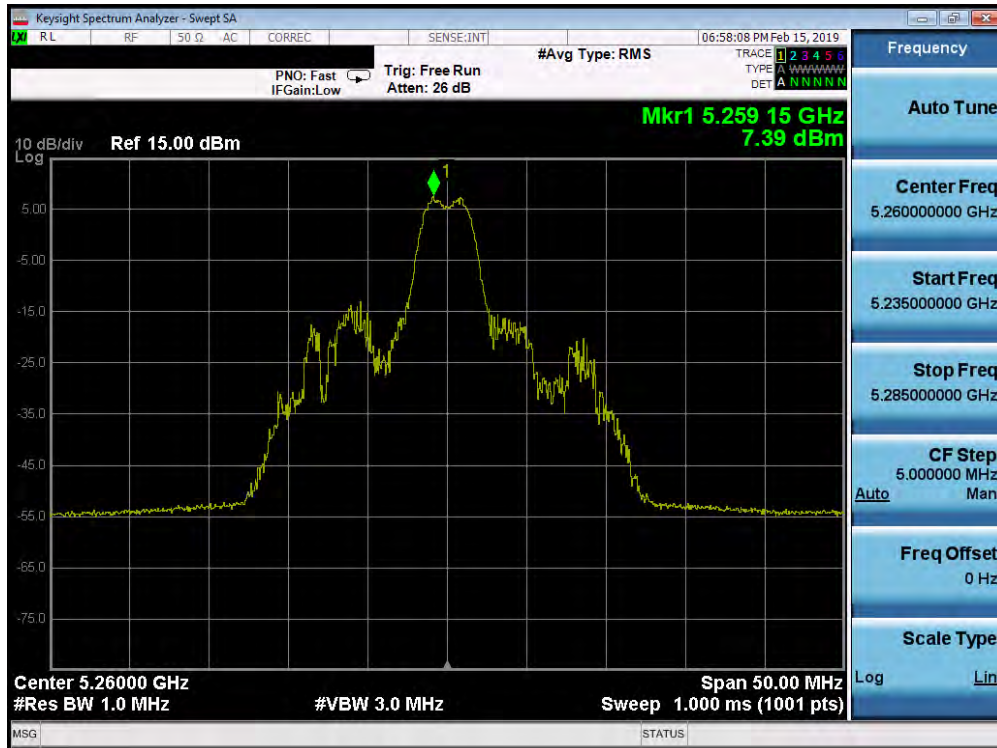 Keysight Spectrum Analyzer - Swept SA
LXI RL RF 50 Ω AC CORREC SENSE:INT 06:58:08 PM Feb 15, 2019
#Avg Type: RMS TRACE 1 2 3 4 5 6
PNO: Fast Trig: Free Run TYPE A WWWWW
IFGain:Low Atten: 26 dB DET A N N N N N
Mkr1 5.259 15 GHz
7.39 dBm
10 dB/div Ref 15.00 dBm
Log
1
5.00
-5.00
-15.0
-25.0
-35.0
-45.0
-55.0
-65.0
-75.0
Center 5.26000 GHz Span 50.00 MHz
#Res BW 1.0 MHz #VBW 3.0 MHz Sweep 1.000 ms (1001 pts)
MSG STATUS
Frequency
Auto Tune
Center Freq
5.260000000 GHz
Start Freq
5.235000000 GHz
Stop Freq
5.285000000 GHz
CF Step
5.000000 MHz
Auto Man
Freq Offset
0 Hz
Scale Type
Log Lin